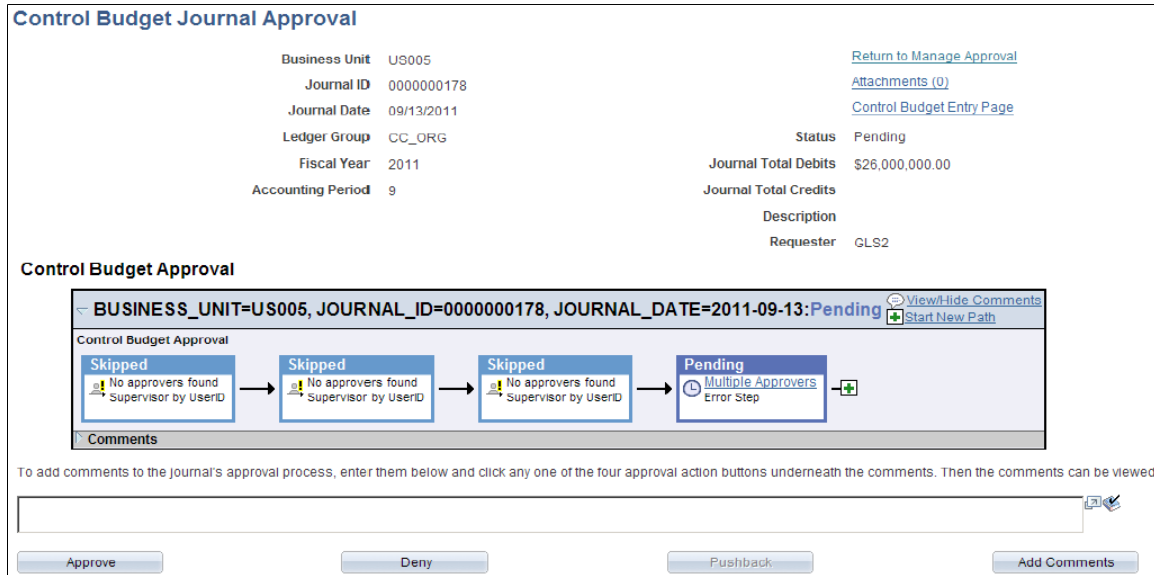 Control Budget Journal Approval
Business Unit US005
Return to Manage Approval
Journal ID 0000000178
Attachments (0)
Journal Date 09/13/2011
Control Budget Entry Page
Ledger Group CC_ORG
Status Pending
Fiscal Year 2011
Journal Total Debits $26,000,000.00
Accounting Period 9
Journal Total Credits
Description
Requester GLS2
Control Budget Approval
BUSINESS_UNIT=US005, JOURNAL_ID=0000000178, JOURNAL_DATE=2011-09-13:Pending
View/Hide Comments
Start New Path
Control Budget Approval
Skipped
No approvers found
Supervisor by UserID
Skipped
No approvers found
Supervisor by UserID
Skipped
No approvers found
Supervisor by UserID
Pending
Multiple Approvers
Error Step
Comments
To add comments to the journal's approval process, enter them below and click any one of the four approval action buttons underneath the comments. Then the comments can be viewed
Approve
Deny
Pushback
Add Comments